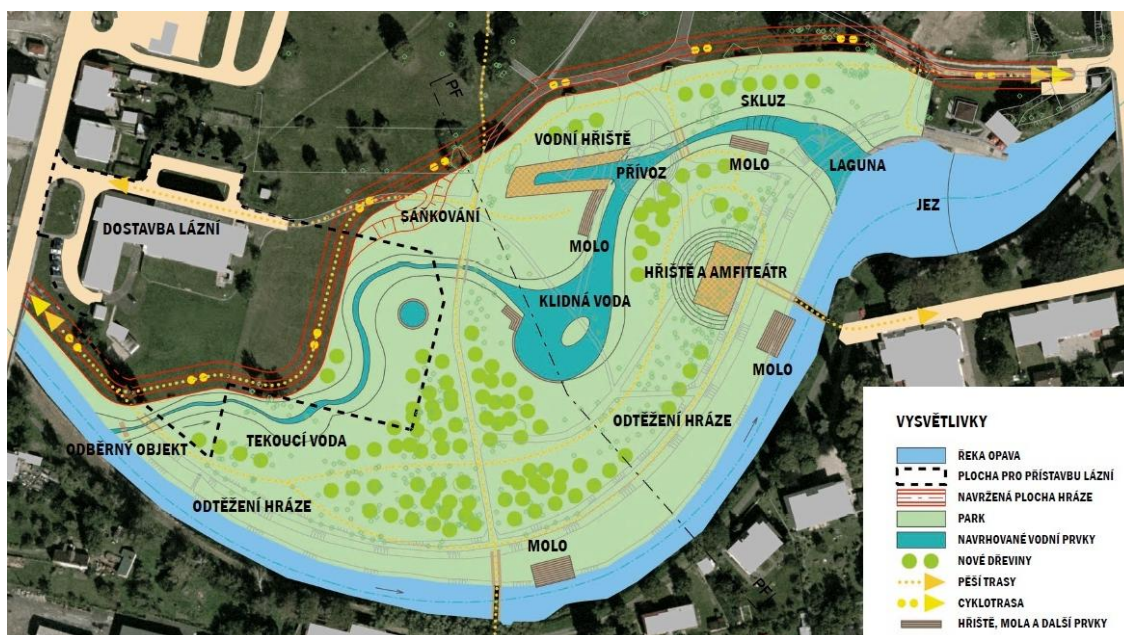 PF
SKLUZ
VODNÍ HŘIŠTĚ
PŘÍVOZ
MOLO
LAGUNA
SÁŇKOVÁNÍ
DOSTAVBA LÁZNÍ
JEZ
MOLO
HŘIŠTĚ A AMFITEÁTR
KLIDNÁ VODA
MOLO
ODTĚŽENÍ HRÁZE
ODBĚRNÝ OBJEKT
TEKOUCÍ VODA
ODTĚŽENÍ HRÁZE
MOLO
PF
VYSVĚTLIVKY
ŘEKA OPAVA
PLOCHA PRO PŘÍSTAVBU LÁZNÍ
NAVRŽENÁ PLOCHA HRÁZE
PARK
NAVRHOVANÉ VODNÍ PRVKY
NOVÉ DŘEVINY
PĚŠÍ TRASY
CYKLOTRASA
HŘIŠTĚ, MOLA A DALŠÍ PRVKY